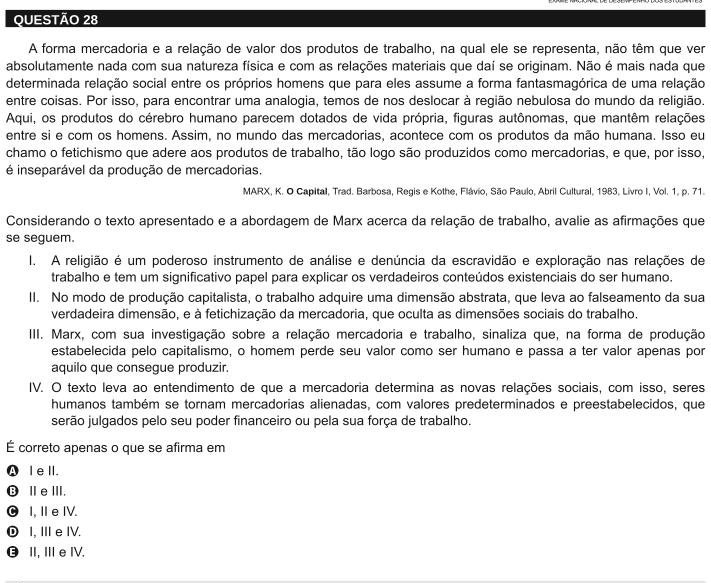 EXAME NACIONAL DE DESEMPENHO DOS ESTUDANTES
QUESTÃO 28
A forma mercadoria e a relação de valor dos produtos de trabalho, na qual ele se representa, não têm que ver
absolutamente nada com sua natureza física e com as relações materiais que daí se originam. Não é mais nada que
determinada relação social entre os próprios homens que para eles assume a forma fantasmagórica de uma relação
entre coisas. Por isso, para encontrar uma analogia, temos de nos deslocar à região nebulosa do mundo da religião.
Aqui, os produtos do cérebro humano parecem dotados de vida própria, figuras autônomas, que mantêm relações
entre si e com os homens. Assim, no mundo das mercadorias, acontece com os produtos da mão humana. Isso eu
chamo o fetichismo que adere aos produtos de trabalho, tão logo são produzidos como mercadorias, e que, por isso,
é inseparável da produção de mercadorias.
MARX, K. O Capital, Trad. Barbosa, Regis e Kothe, Flávio, São Paulo, Abril Cultural, 1983, Livro I, Vol. 1, p. 71.
Considerando o texto apresentado e a abordagem de Marx acerca da relação de trabalho, avalie as afirmações que
se seguem.
I. A religião é um poderoso instrumento de análise e denúncia da escravidão e exploração nas relações de
trabalho e tem um significativo papel para explicar os verdadeiros conteúdos existenciais do ser humano.
II. No modo de produção capitalista, o trabalho adquire uma dimensão abstrata, que leva ao falseamento da sua
verdadeira dimensão, e à fetichização da mercadoria, que oculta as dimensões sociais do trabalho.
III. Marx, com sua investigação sobre a relação mercadoria e trabalho, sinaliza que, na forma de produção
estabelecida pelo capitalismo, o homem perde seu valor como ser humano e passa a ter valor apenas por
aquilo que consegue produzir.
IV. O texto leva ao entendimento de que a mercadoria determina as novas relações sociais, com isso, seres
humanos também se tornam mercadorias alienadas, com valores predeterminados e preestabelecidos, que
serão julgados pelo seu poder financeiro ou pela sua força de trabalho.
É correto apenas o que se afirma em
A I e II.
B II e III.
C I, II e IV.
D I, III e IV.
E II, III e IV.